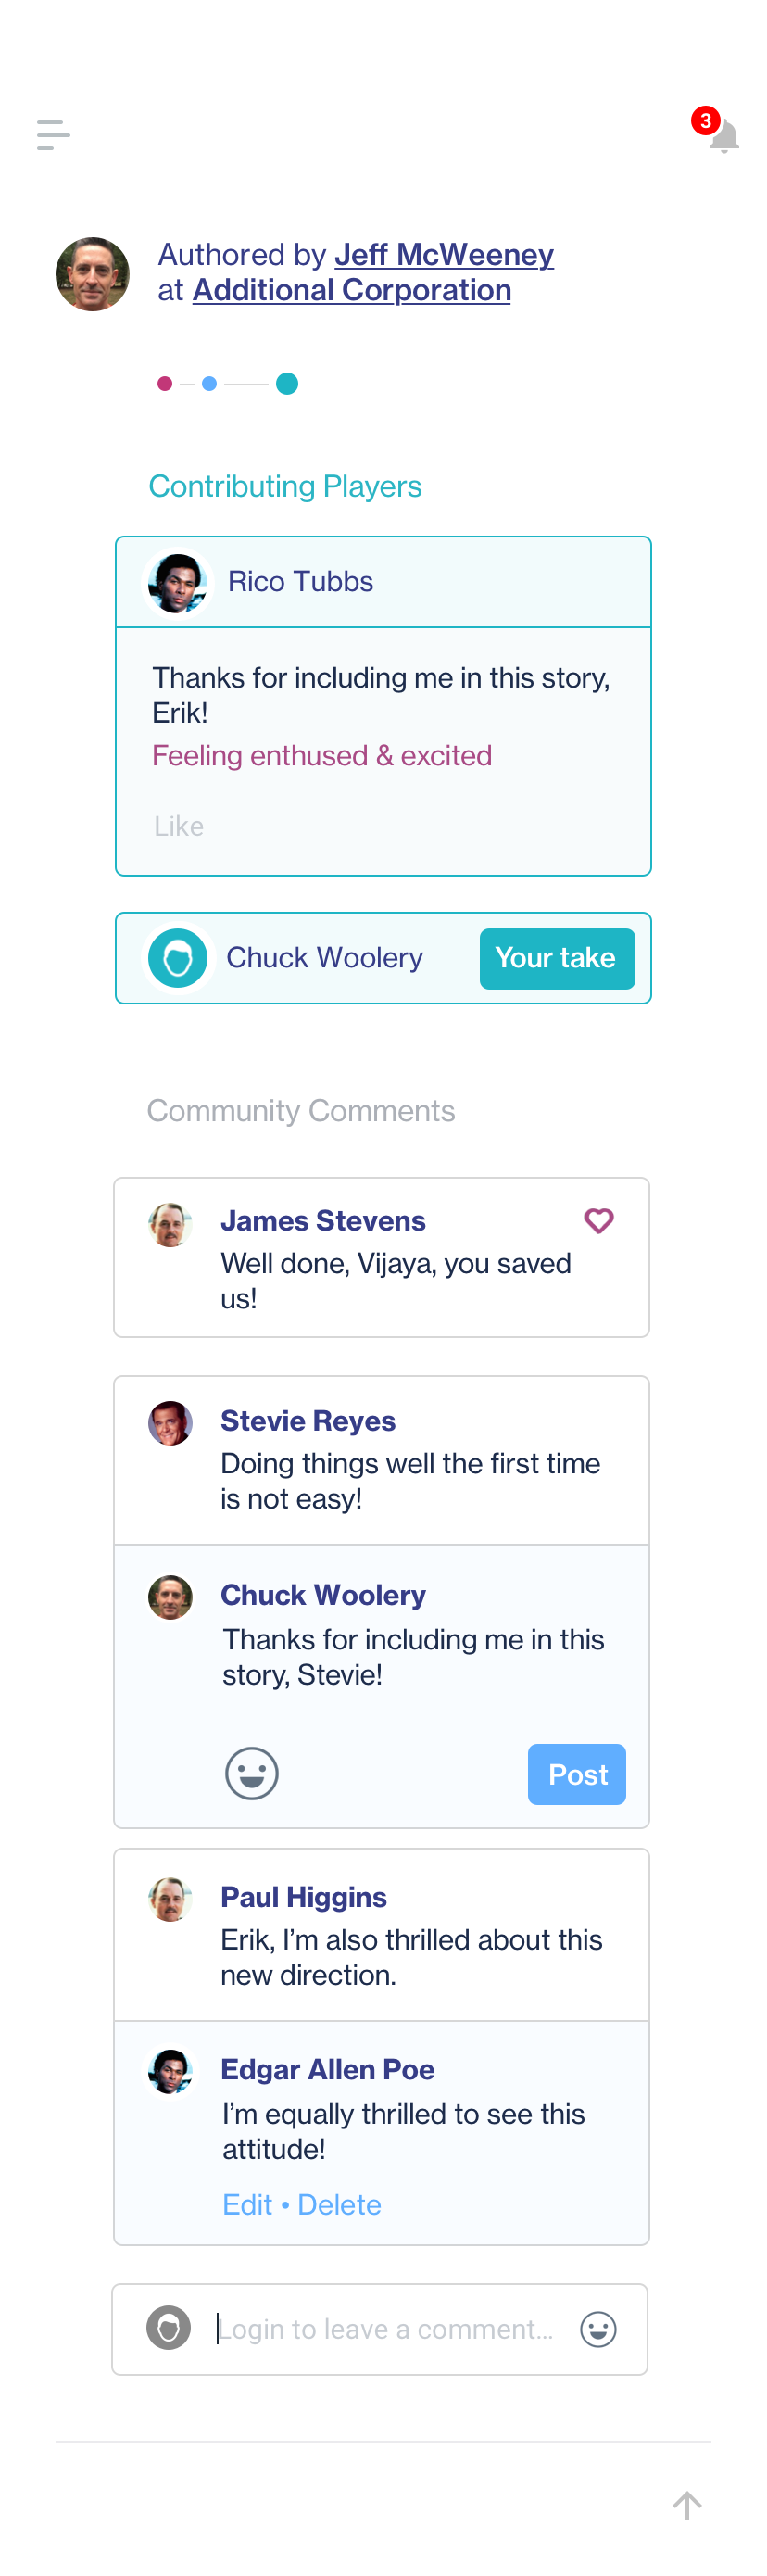 3
Authored by Jeff McWeeney
at Additional Corporation
Contributing Players
Rico Tubbs
Thanks for including me in this story,
Erik!
Feeling enthused & excited
Like
Chuck Woolery
Your take
Community Comments
James Stevens
Well done, Vijaya, you saved
us!
Stevie Reyes
Doing things well the first time
is not easy!
Chuck Woolery
Thanks for including me in this
story, Stevie!
Post
Paul Higgins
Erik, I’m also thrilled about this
new direction.
Edgar Allen Poe
I’m equally thrilled to see this
attitude!
Edit • Delete
Login to leave a comment...